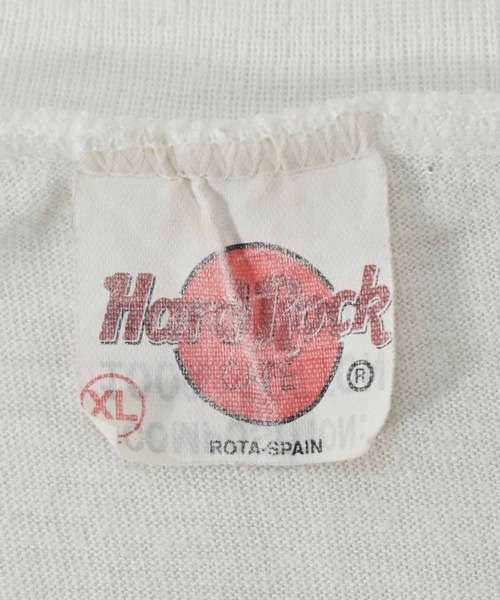 Hard Rock
CAFE
®
XL
ROTA-SPAIN